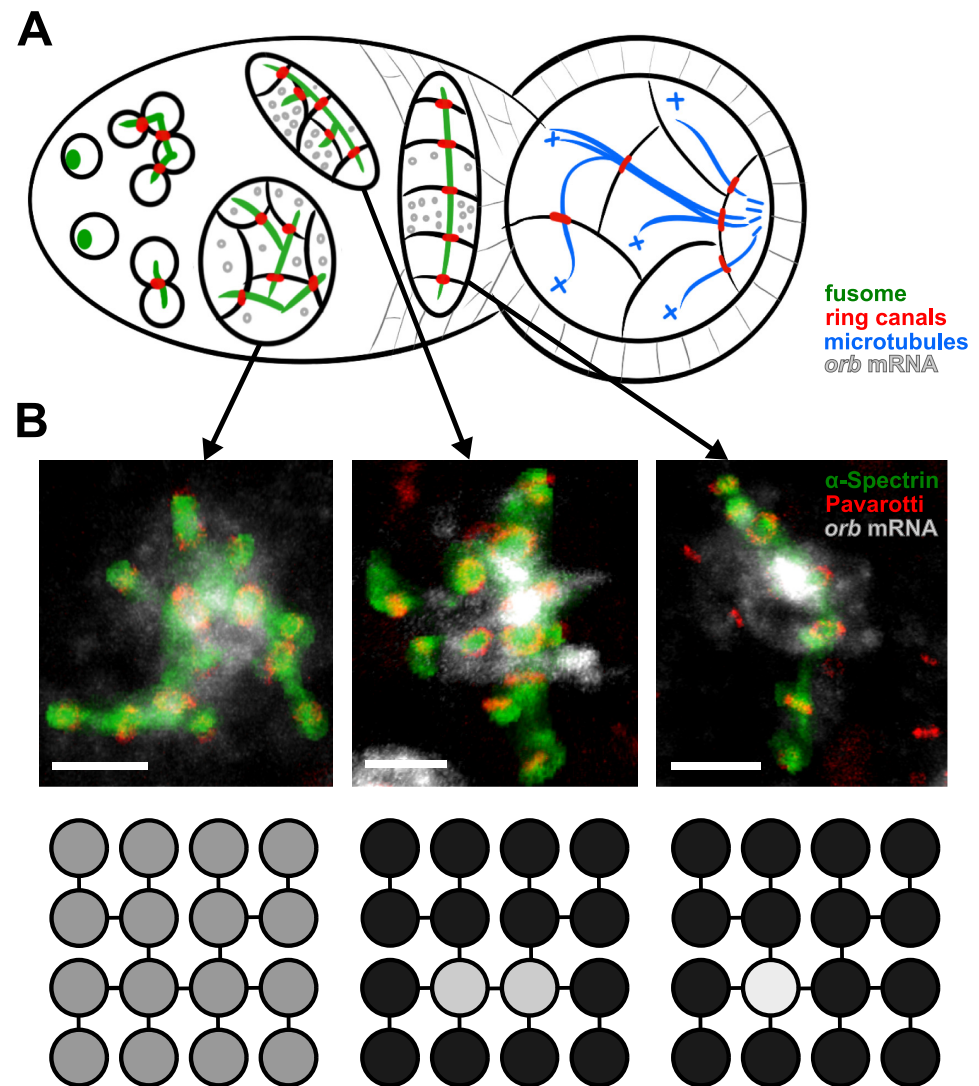 A
fusome
ring canals
microtubules
orb mRNA
B
α-Spectrin
Pavarotti
orb mRNA